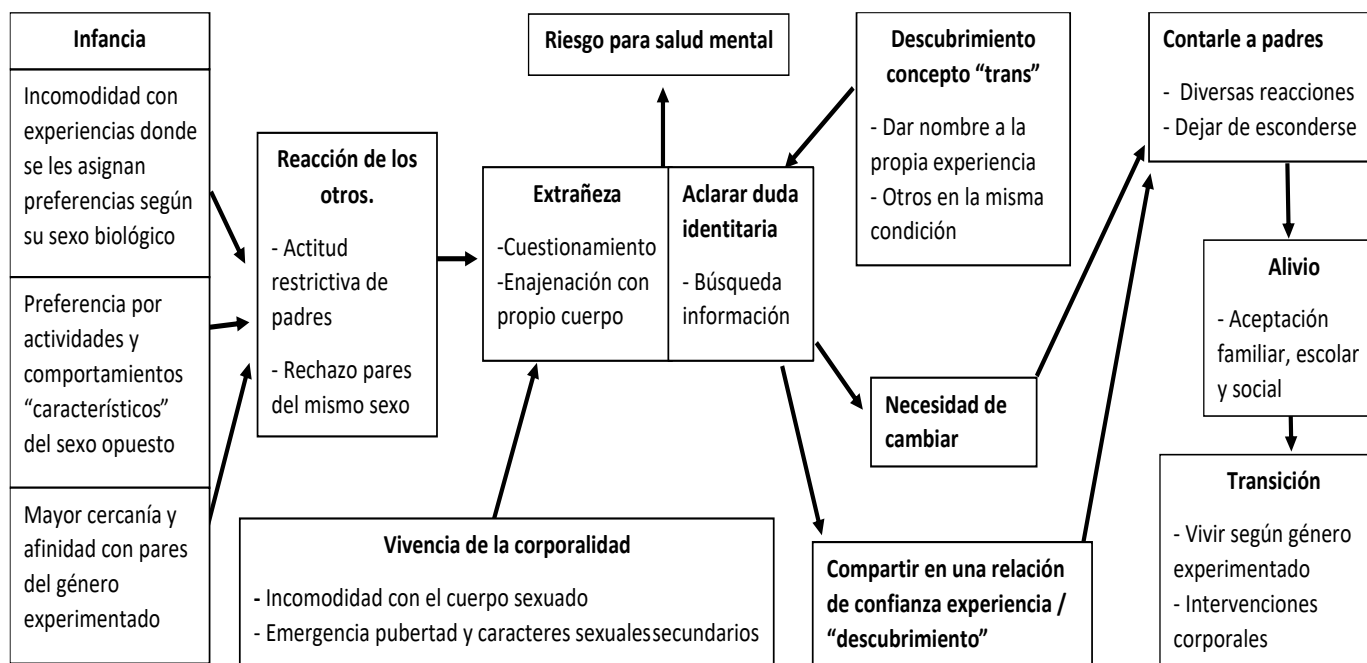 Infancia
Incomodidad con
experiencias donde
se les asignan
preferencias según
su sexo biológico
Preferencia por
actividades y
comportamientos
“característicos”
del sexo opuesto
Mayor cercanía y
afinidad con pares
del género
experimentado
Reacción de los
otros.
- Actitud
restrictiva de
padres
- Rechazo pares
del mismo sexo
Riesgo para salud mental
Extrañeza
-Cuestionamiento
-Enajenación con
propio cuerpo
Aclarar duda
identitaria
- Búsqueda
información
Vivencia de la corporalidad
- Incomodidad con el cuerpo sexuado
- Emergencia pubertad y caracteres sexuales secundarios
Descubrimiento
concepto “trans”
- Dar nombre a la
propia experiencia
- Otros en la misma
condición
Necesidad de
cambiar
Compartir en una relación
de confianza experiencia /
“descubrimiento”
Contarle a padres
- Diversas reacciones
- Dejar de esconderse
Alivio
- Aceptación
familiar, escolar
y social
Transición
- Vivir según género
experimentado
- Intervenciones
corporales